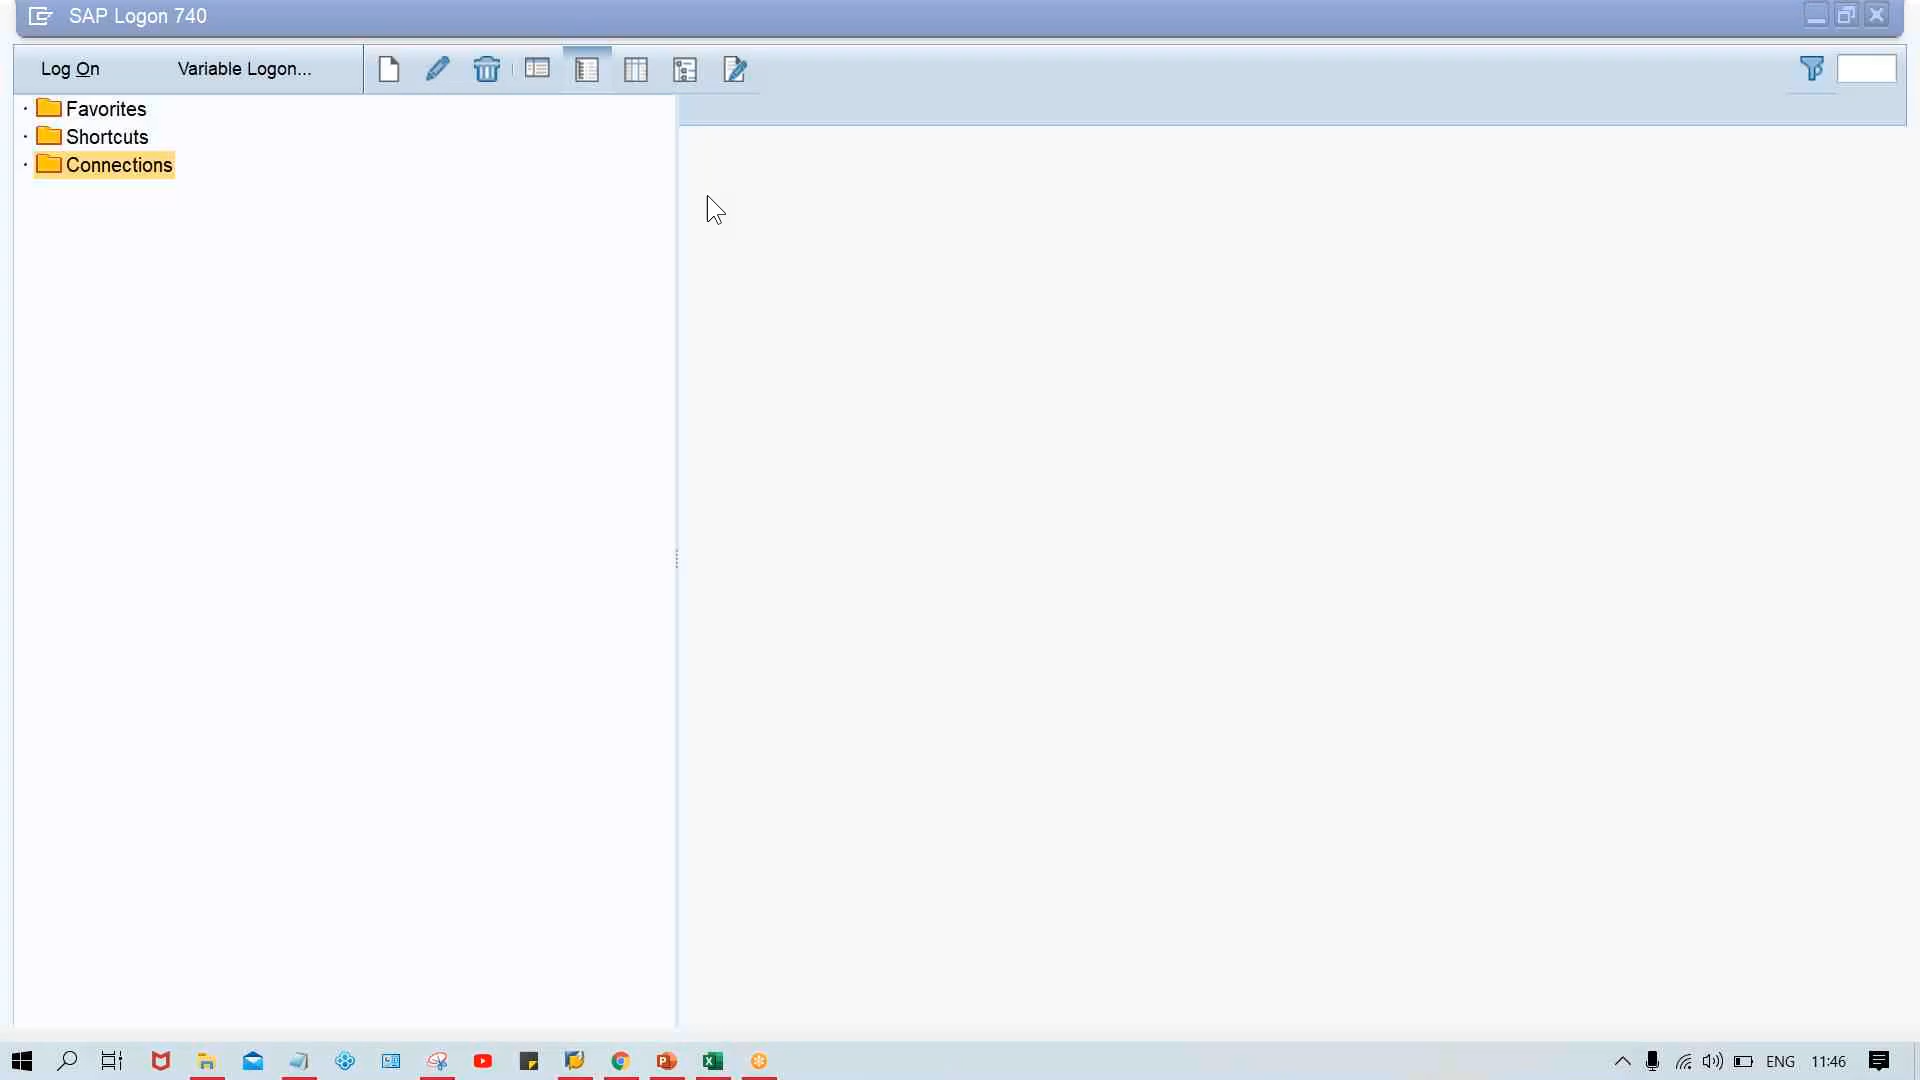 SAP Logon 740
Log On Variable Logon...
Favorites
Shortcuts
Connections
ENG 11:46